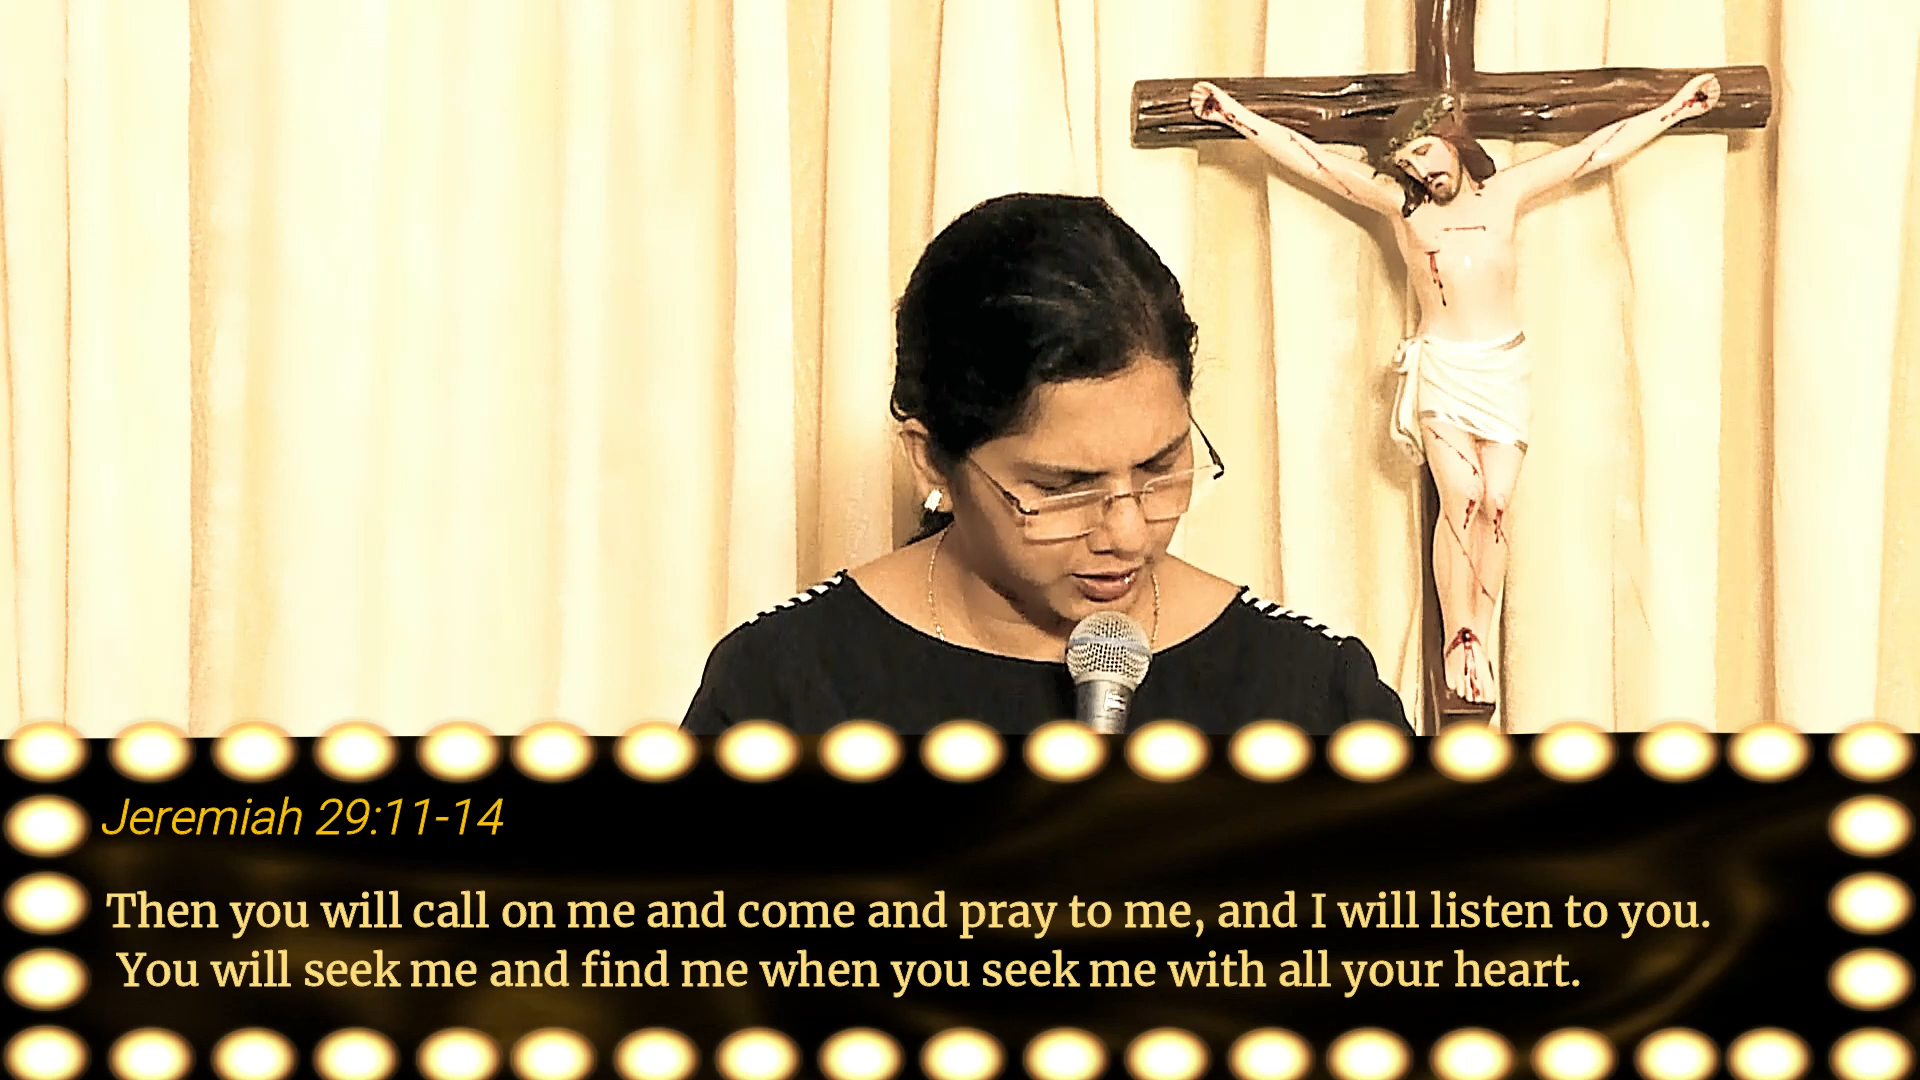 Jeremiah 29:11-14
Then you will call on me and come and pray to me, and I will listen to you.
You will seek me and find me when you seek me with all your heart.